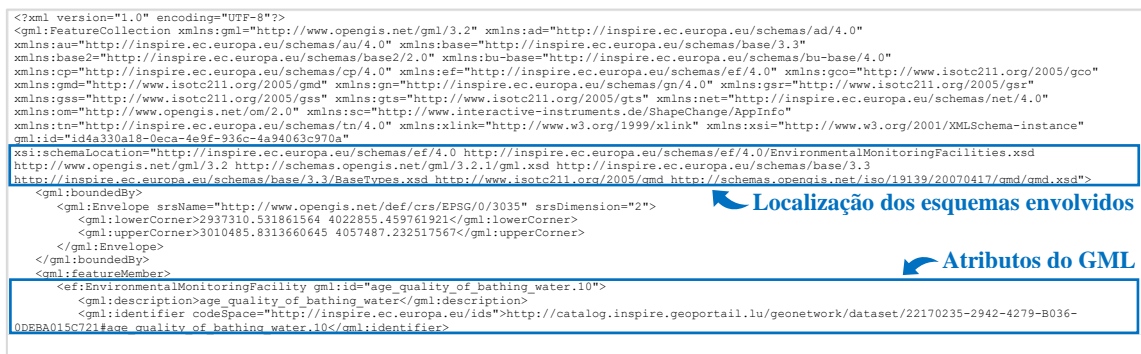 <?xml version="1.0" encoding="UTF-8"?>
<gml:FeatureCollection xmlns:gml="http://www.opengis.net/gml/3.2" xmlns:ad="http://inspire.ec.europa.eu/schemas/ad/4.0"
xmlns:au="http://inspire.ec.europa.eu/schemas/au/4.0" xmlns:base="http://inspire.ec.europa.eu/schemas/base/3.3"
xmlns:base2="http://inspire.ec.europa.eu/schemas/base2/2.0" xmlns:bu-base="http://inspire.ec.europa.eu/schemas/bu-base/4.0"
xmlns:cp="http://inspire.ec.europa.eu/schemas/cp/4.0" xmlns:ef="http://inspire.ec.europa.eu/schemas/ef/4.0" xmlns:gco="http://www.isotc211.org/2005/gco"
xmlns:gmd="http://www.isotc211.org/2005/gmd" xmlns:gn="http://inspire.ec.europa.eu/schemas/gn/4.0" xmlns:gsr="http://www.isotc211.org/2005/gsr"
xmlns:gss="http://www.isotc211.org/2005/gss" xmlns:gts="http://www.isotc211.org/2005/gts" xmlns:net="http://inspire.ec.europa.eu/schemas/net/4.0"
xmlns:om="http://www.opengis.net/om/2.0" xmlns:sc="http://www.interactive-instruments.de/ShapeChange/AppInfo"
xmlns:tn="http://inspire.ec.europa.eu/schemas/tn/4.0" xmlns:xlink="http://www.w3.org/1999/xlink" xmlns:xsi="http://www.w3.org/2001/XMLSchema-instance"
gml:id="id4a330a18-0eca-4e9f-936c-4a94063c970a"
xsi:schemaLocation="http://inspire.ec.europa.eu/schemas/ef/4.0 http://inspire.ec.europa.eu/schemas/ef/4.0/EnvironmentalMonitoringFacilities.xsd
http://www.opengis.net/gml/3.2 http://schemas.opengis.net/gml/3.2.1/gml.xsd http://inspire.ec.europa.eu/schemas/base/3.3
http://inspire.ec.europa.eu/schemas/base/3.3/BaseTypes.xsd http://www.isotc211.org/2005/gmd http://schemas.opengis.net/iso/19139/20070417/gmd/gmd.xsd">
<gml:boundedBy>
<gml:Envelope srsName="http://www.opengis.net/def/crs/EPSG/0/3035" srsDimension="2">
Localização dos esquemas envolvidos
<gml:lowerCorner>2937310.531861564 4022855.459761921</gml:lowerCorner>
<gml:upperCorner>3010485.8313660645 4057487.232517567</gml:upperCorner>
</gml:Envelope>
</gml:boundedBy>
Atributos do GML
<gml:featureMember>
<ef:EnvironmentalMonitoringFacility gml:id="age_quality_of_bathing_water.10">
<gml:description>age_quality_of_bathing_water</gml:description>
<gml:identifier codeSpace="http://inspire.ec.europa.eu/ids">http://catalog.inspire.geoportail.lu/geonetwork/dataset/22170235-2942-4279-B036-
0DEBA015C721#age_quality_of_bathing_water.10</gml:identifier>